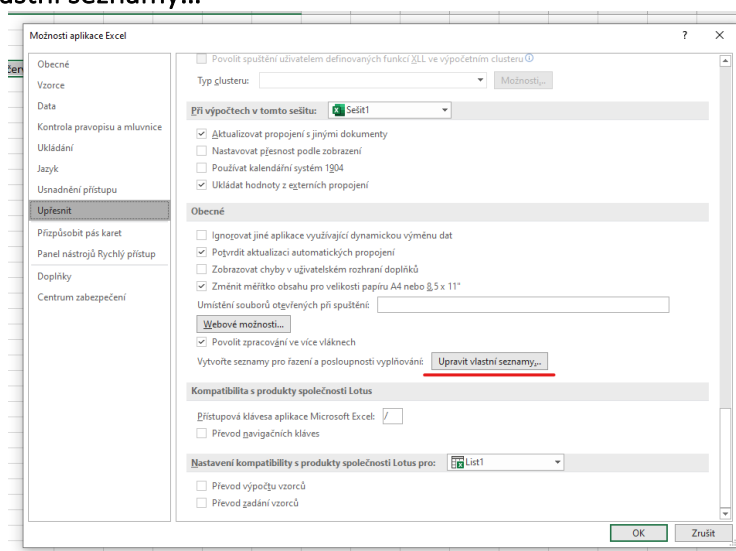 Možnosti aplikace Excel ? ×
Obecné
Vzorce
Data
Kontrola pravopisu a mluvnice
Ukládání
Jazyk
Usnadnění přístupu
Upřesnit
Přizpůsobit pás karet
Panel nástrojů Rychlý přístup
Doplňky
Centrum zabezpečení
Povolit spuštění uživatelem definovaných funkcí XLL ve výpočetním clusteru
Typ clusteru: Možnosti...
Při výpočtech v tomto sešitu: Sešit1
Aktualizovat propojení s jinými dokumenty
Nastavovat přesnost podle zobrazení
Používat kalendářní systém 1904
Ukládat hodnoty z externích propojení
Obecné
Ignorovat jiné aplikace využívající dynamickou výměnu dat
Potvrdit aktualizaci automatických propojení
Zobrazovat chyby v uživatelském rozhraní doplňků
Změnit měřítko obsahu pro velikosti papíru A4 nebo 8,5 x 11"
Umístění souborů otevřených při spuštění:
Webové možnosti...
Povolit zpracování ve více vláknech
Vytvořte seznamy pro řazení a posloupnosti vyplňování: Upravit vlastní seznamy...
Kompatibilita s produkty společnosti Lotus
Přístupová klávesa aplikace Microsoft Excel: /
Převod navigačních kláves
Nastavení kompatibility s produkty společnosti Lotus pro: List1
Převod výpočtu vzorců
Převod zadání vzorců
OK Zrušit